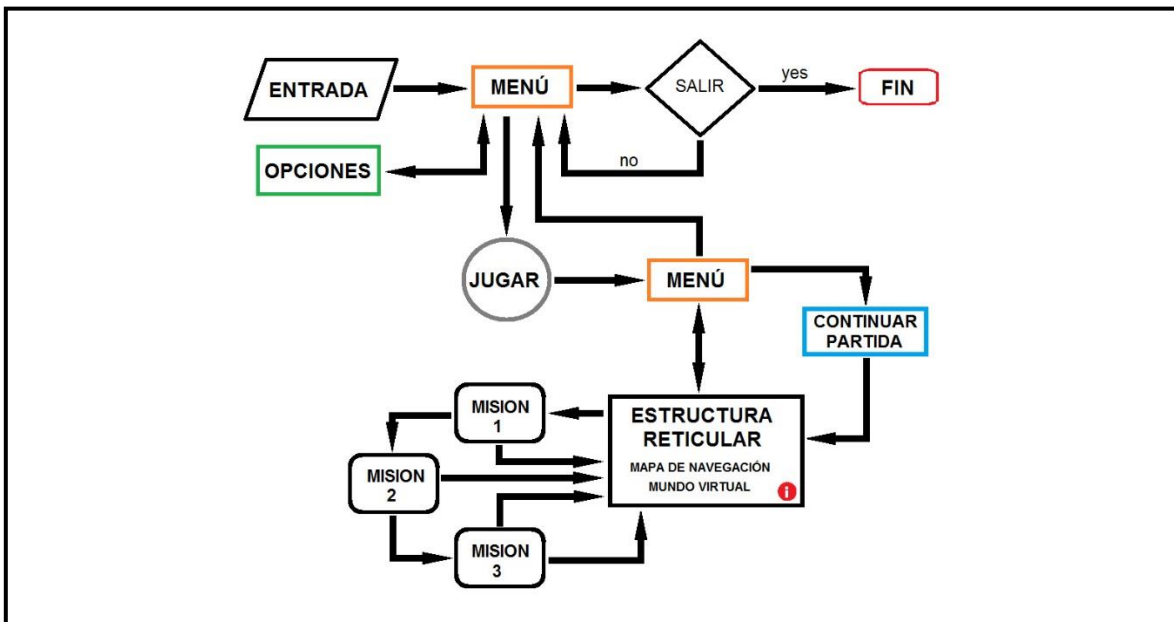 ENTRADA
MENÚ
SALIR
yes
FIN
OPCIONES
no
JUGAR
MENÚ
CONTINUAR
PARTIDA
MISION
1
ESTRUCTURA
RETICULAR
MAPA DE NAVEGACIÓN
MUNDO VIRTUAL
i
MISION
2
MISION
3